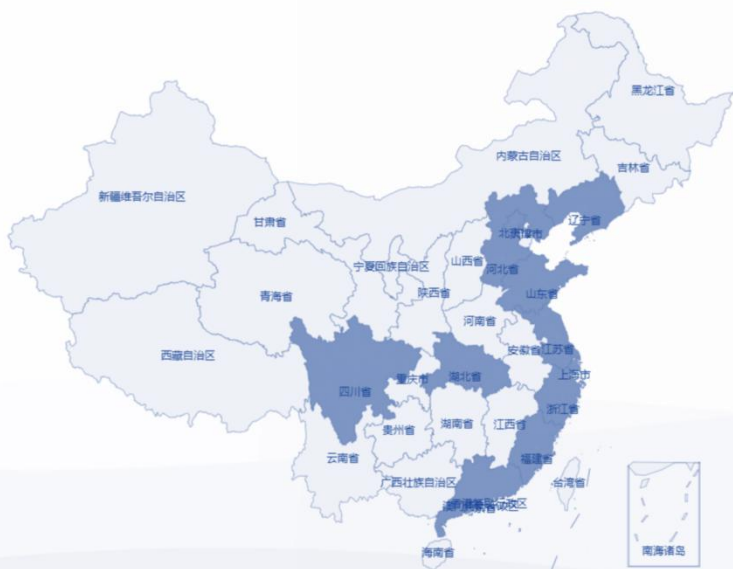 黑龙江省
内蒙古自治区
吉林省
新疆维吾尔自治区
辽宁省
甘肃省
宁夏回族自治区
山西省
河北省
青海省
陕西省
山东省
河南省
西藏自治区
安徽省
江苏省
上海市
重庆市
湖北省
四川省
浙江省
贵州省
湖南省
江西省
云南省
福建省
广西壮族自治区
台湾省
海南省
南海诸岛